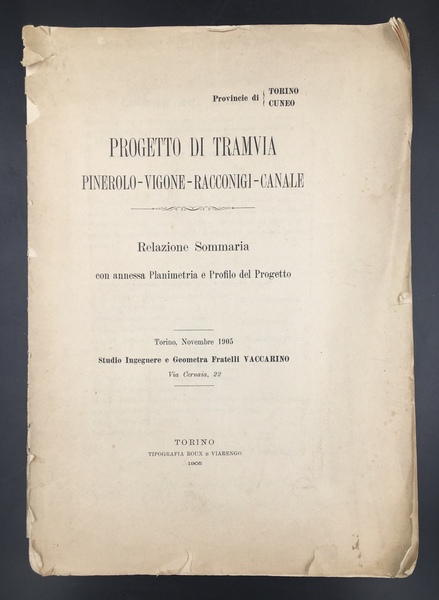 Provincie di { TORINO
CUNEO
PROGETTO DI TRAMVIA
PINEROLO-VIGONE-RACCONIGI-CANALE
Relazione Sommaria
con annessa Planimetria e Profilo del Progetto
Torino, Novembre 1905
Studio Ingegnere e Geometra Fratelli VACCARINO
Via Cernaia, 22
TORINO
TIPOGRAFIA ROUX E VIARENGO
1905